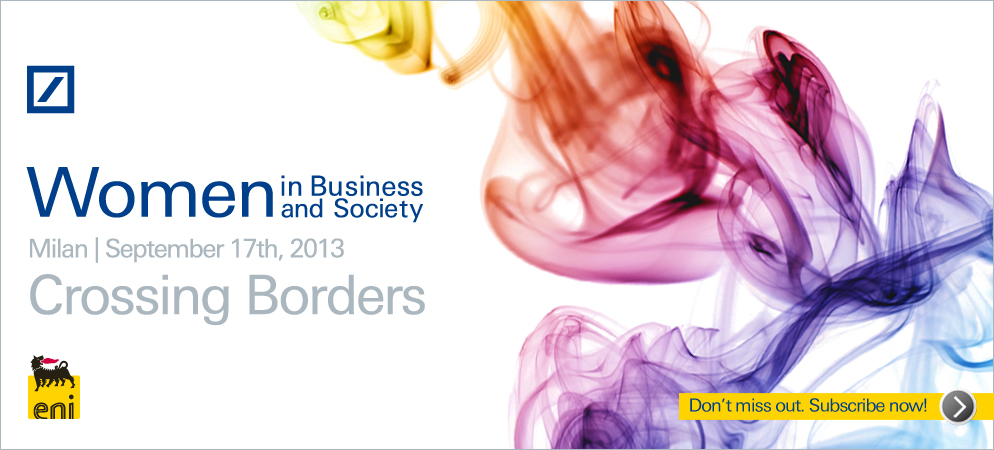 Women in Business
and Society
Milan | September 17th, 2013
Crossing Borders
eni
Don't miss out. Subscribe now!